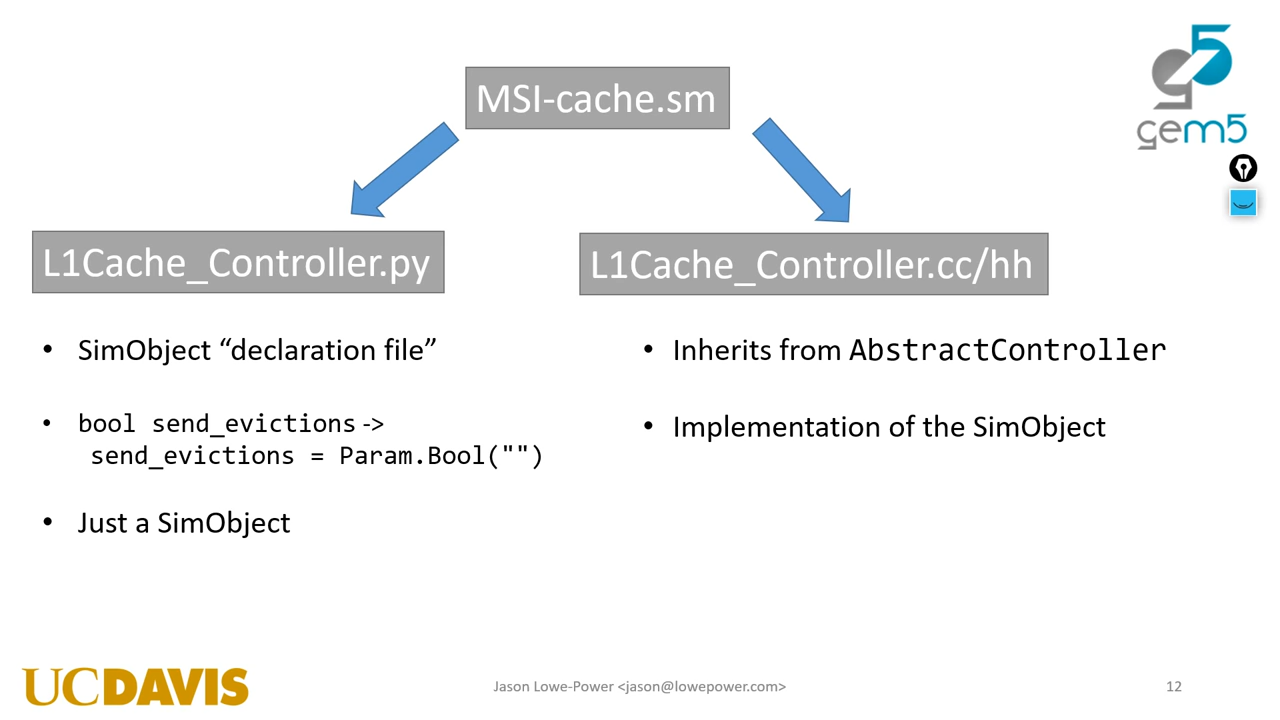 MSI-cache.sm
gem5
L1Cache_Controller.py
L1Cache_Controller.cc/hh
• SimObject “declaration file”
• bool send_evictions ->
send_evictions = Param.Bool("")
• Just a SimObject
• Inherits from AbstractController
• Implementation of the SimObject
UCDAVIS
Jason Lowe-Power <jason@lowepower.com>
12